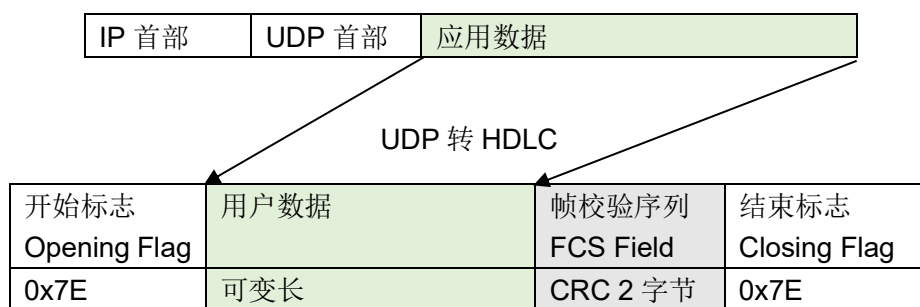 IP 首部 UDP 首部 应用数据
UDP 转 HDLC
开始标志 用户数据 帧校验序列 结束标志
Opening Flag FCS Field Closing Flag
0x7E 可变长 CRC 2 字节 0x7E